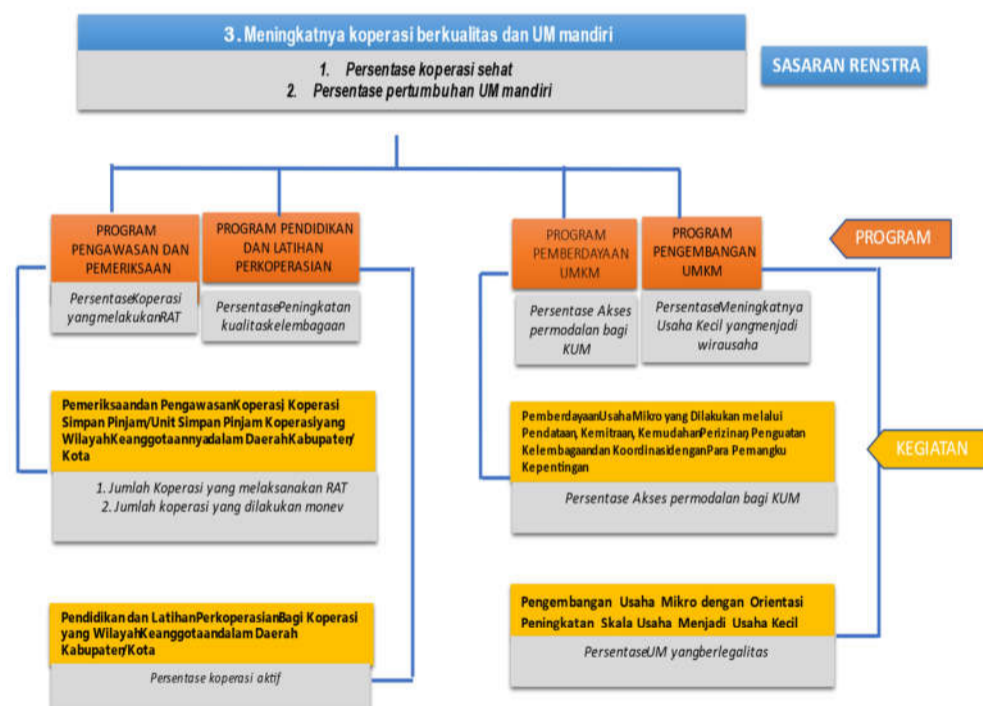 3. Meningkatnya koperasi berkualitas dan UM mandiri
1. Persentase koperasi sehat
2. Persentase pertumbuhan UM mandiri
SASARAN RENSTRA
PROGRAM
PENGAWASAN DAN
PEMERIKSAAN
PersentaseKoperasi
yangmelakukanRAT
PROGRAM PENDIDIKAN
DAN LATIHAN
PERKOPERASIAN
PersentasePeningkatan
kualitaskelembagaan
PROGRAM
PEMBERDAYAAN
UMKM
Persentase Akses
permodalan bagi
KUM
PROGRAM
PENGEMBANGAN
UMKM
PersentaseMeningkatnya
Usaha Kecil yangmenjadi
wirausaha
PROGRAM
Pemeriksaandan PengawasanKoperasi, Koperasi
Simpan Pinjam/Unit Simpan Pinjam Koperasiyang
WilayahKeanggotaannyadalam DaerahKabupaten/
Kota
1. Jumlah Koperasi yang melaksanakan RAT
2. Jumlah koperasi yang dilakukan monev
PemberdayaanUsahaMikro yang Dilakukan melalui
Pendataan, Kemitraan, KemudahanPerizinan, Penguatan
Kelembagaandan KoordinasidenganPara Pemangku
Kepentingan
Persentase Akses permodalan bagi KUM
KEGIATAN
Pendidikan dan LatihanPerkoperasianBagi Koperasi
yang WilayahKeanggotaandalam Daerah
Kabupaten/Kota
Persentase koperasi aktif
Pengembangan Usaha Mikro dengan Orientasi
Peningkatan Skala Usaha Menjadi Usaha Kecil
PersentaseUM yangberlegalitas